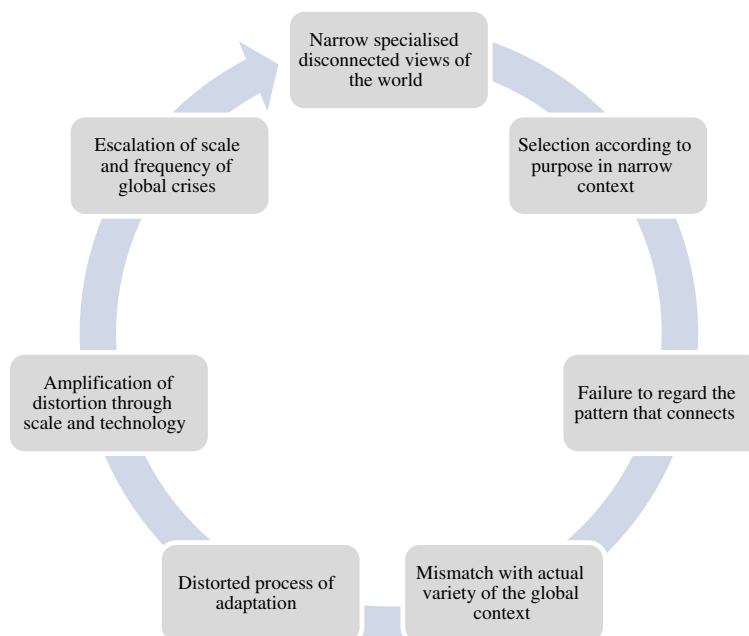 Narrow specialised
disconnected views of
the world
Selection according to
purpose in narrow
context
Failure to regard the
pattern that connects
Mismatch with actual
variety of the global
context
Distorted process of
adaptation
Amplification of
distortion through
scale and technology
Escalation of scale
and frequency of
global crises